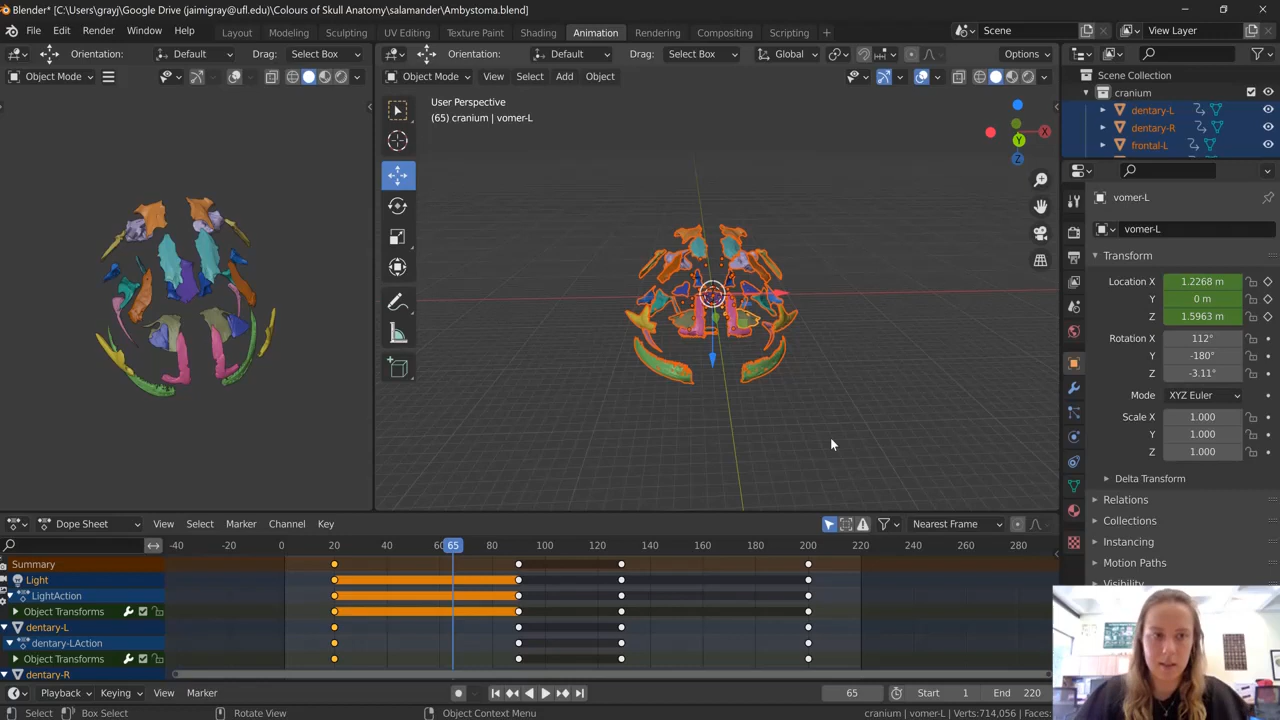 Blender* [C:\Users\grayj\Google Drive (jaimigray@ufl.edu)\Colours of Skull Anatomy\salamander\Ambystoma.blend]
File Edit Render Window Help Layout Modeling Sculpting UV Editing Texture Paint Shading Animation Rendering Compositing Scripting + Scene View Layer
Orientation: Default Drag: Select Box
Orientation: Default Drag: Select Box Global Options
Object Mode
Object Mode View Select Add Object
Scene Collection
cranium
dentary-L
dentary-R
frontal-L
User Perspective
(65) cranium | vomer-L
X
Y
Z
vomer-L
vomer-L
Transform
Location X 1.2268 m
Y 0 m
Z 1.5963 m
Rotation X 112°
Y -180°
Z -3.11°
Mode XYZ Euler
Scale X 1.000
Y 1.000
Z 1.000
Delta Transform
Relations
Collections
Instancing
Motion Paths
Visibility
Dope Sheet View Select Marker Channel Key Nearest Frame
-40 -20 0 20 40 65 80 100 120 140 160 180 200 220 240 260 280
Summary
Light
LightAction
Object Transforms
dentary-L
dentary-LAction
Object Transforms
dentary-R
Playback Keying View Marker 65 Start 1 End 220
Select Box Select Rotate View Object Context Menu cranium | vomer-L | Verts:714,056 | Faces: